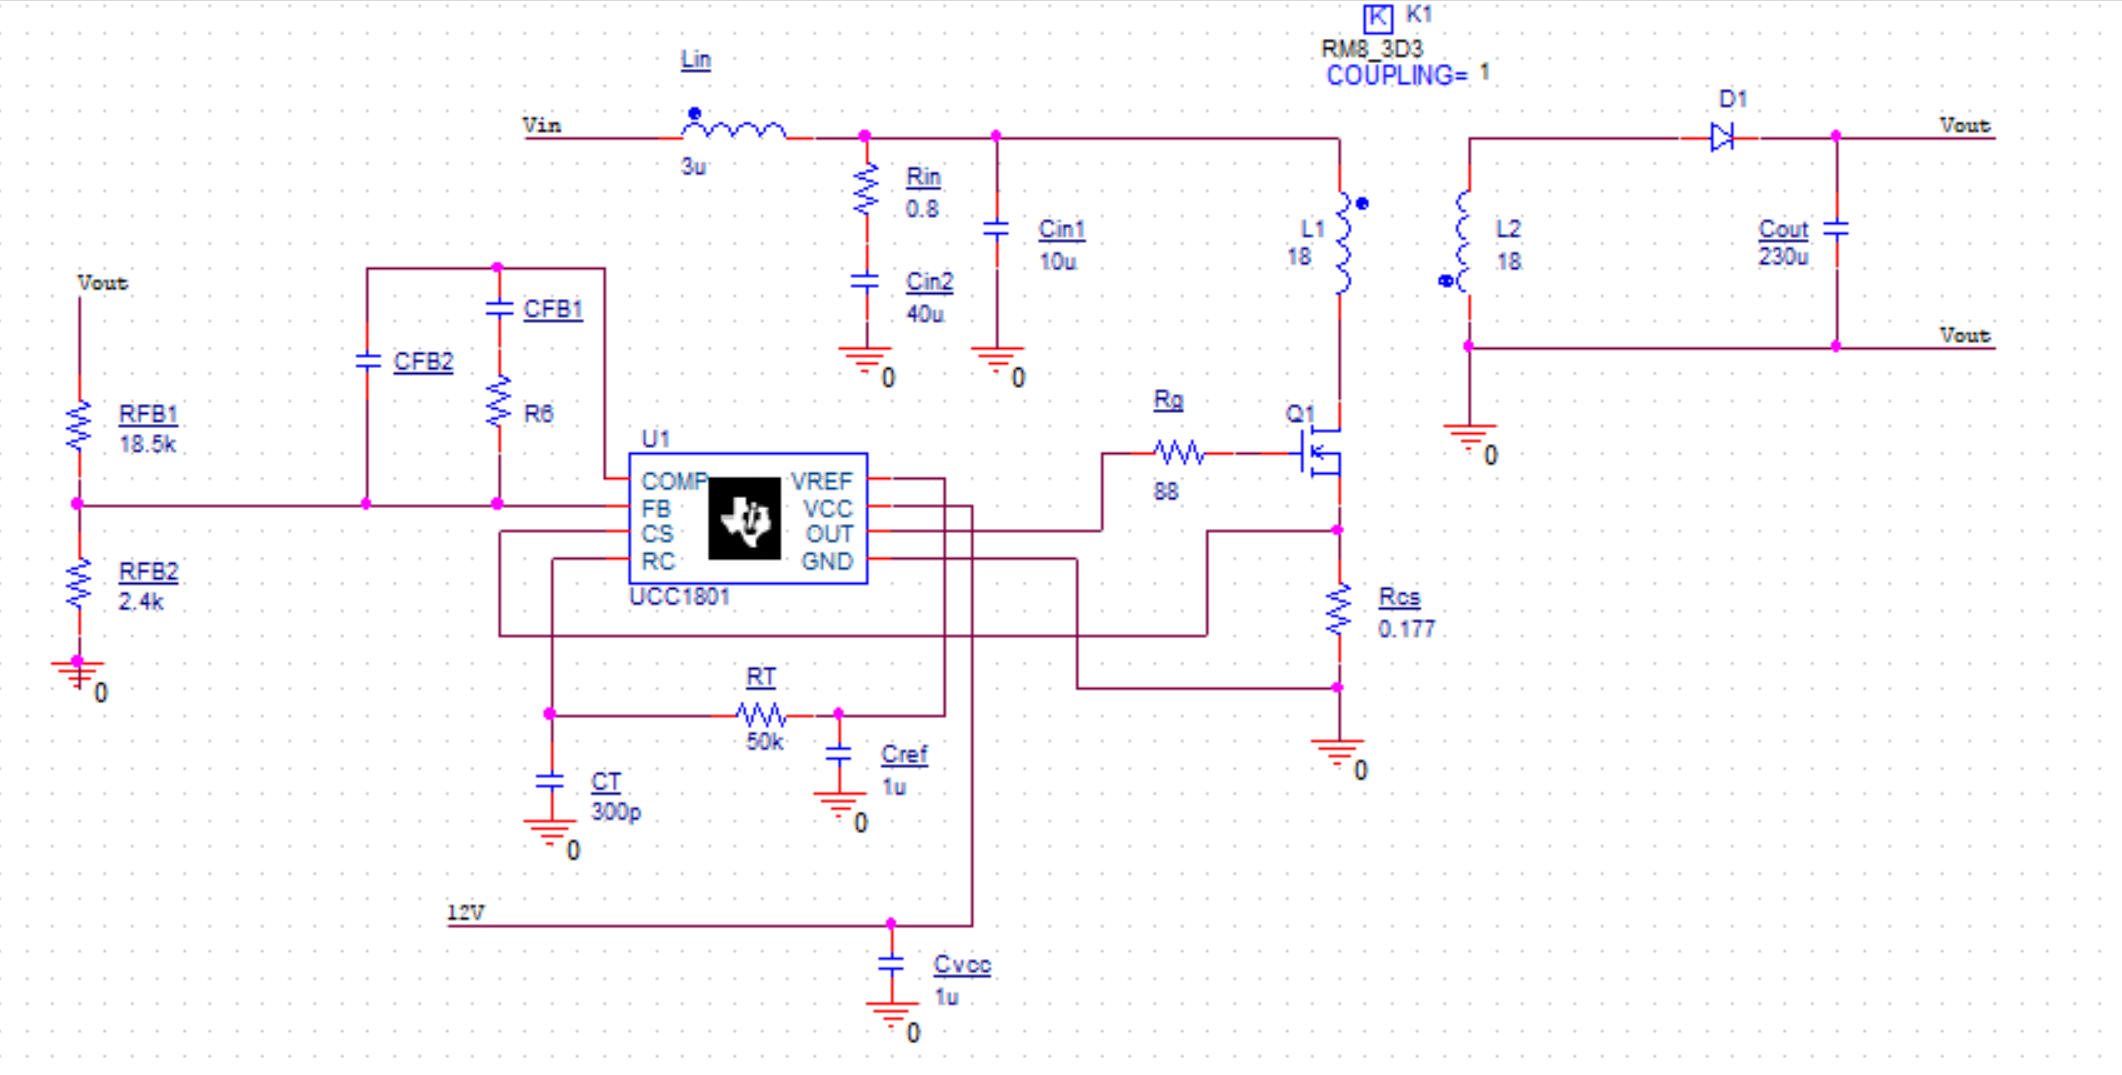 K K1
RM8_3D3
COUPLING= 1
Lin
D1
Vin
Vout
3u
Rin
0.8
Cin1
10u
L1
18
L2
18
Cout
230u
Vout
CFB1
Cin2
40u
Vout
CFB2
0
0
Rg
RFB1
18.5k
R6
Q1
U1
0
COMP
VREF
88
FB
VCC
CS
OUT
RC
GND
UCC1801
RFB2
2.4k
Rcs
0.177
0
RT
50k
Cref
1u
0
CT
300p
0
0
12V
Cvcc
1u
0